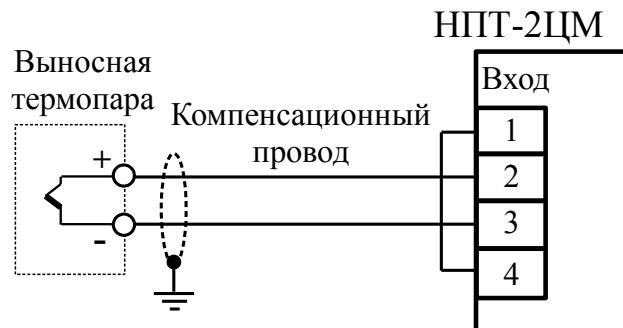 НПТ-2ЦМ
Выносная
термопара
Компенсационный
провод
Вход
1
2
3
4
+
-